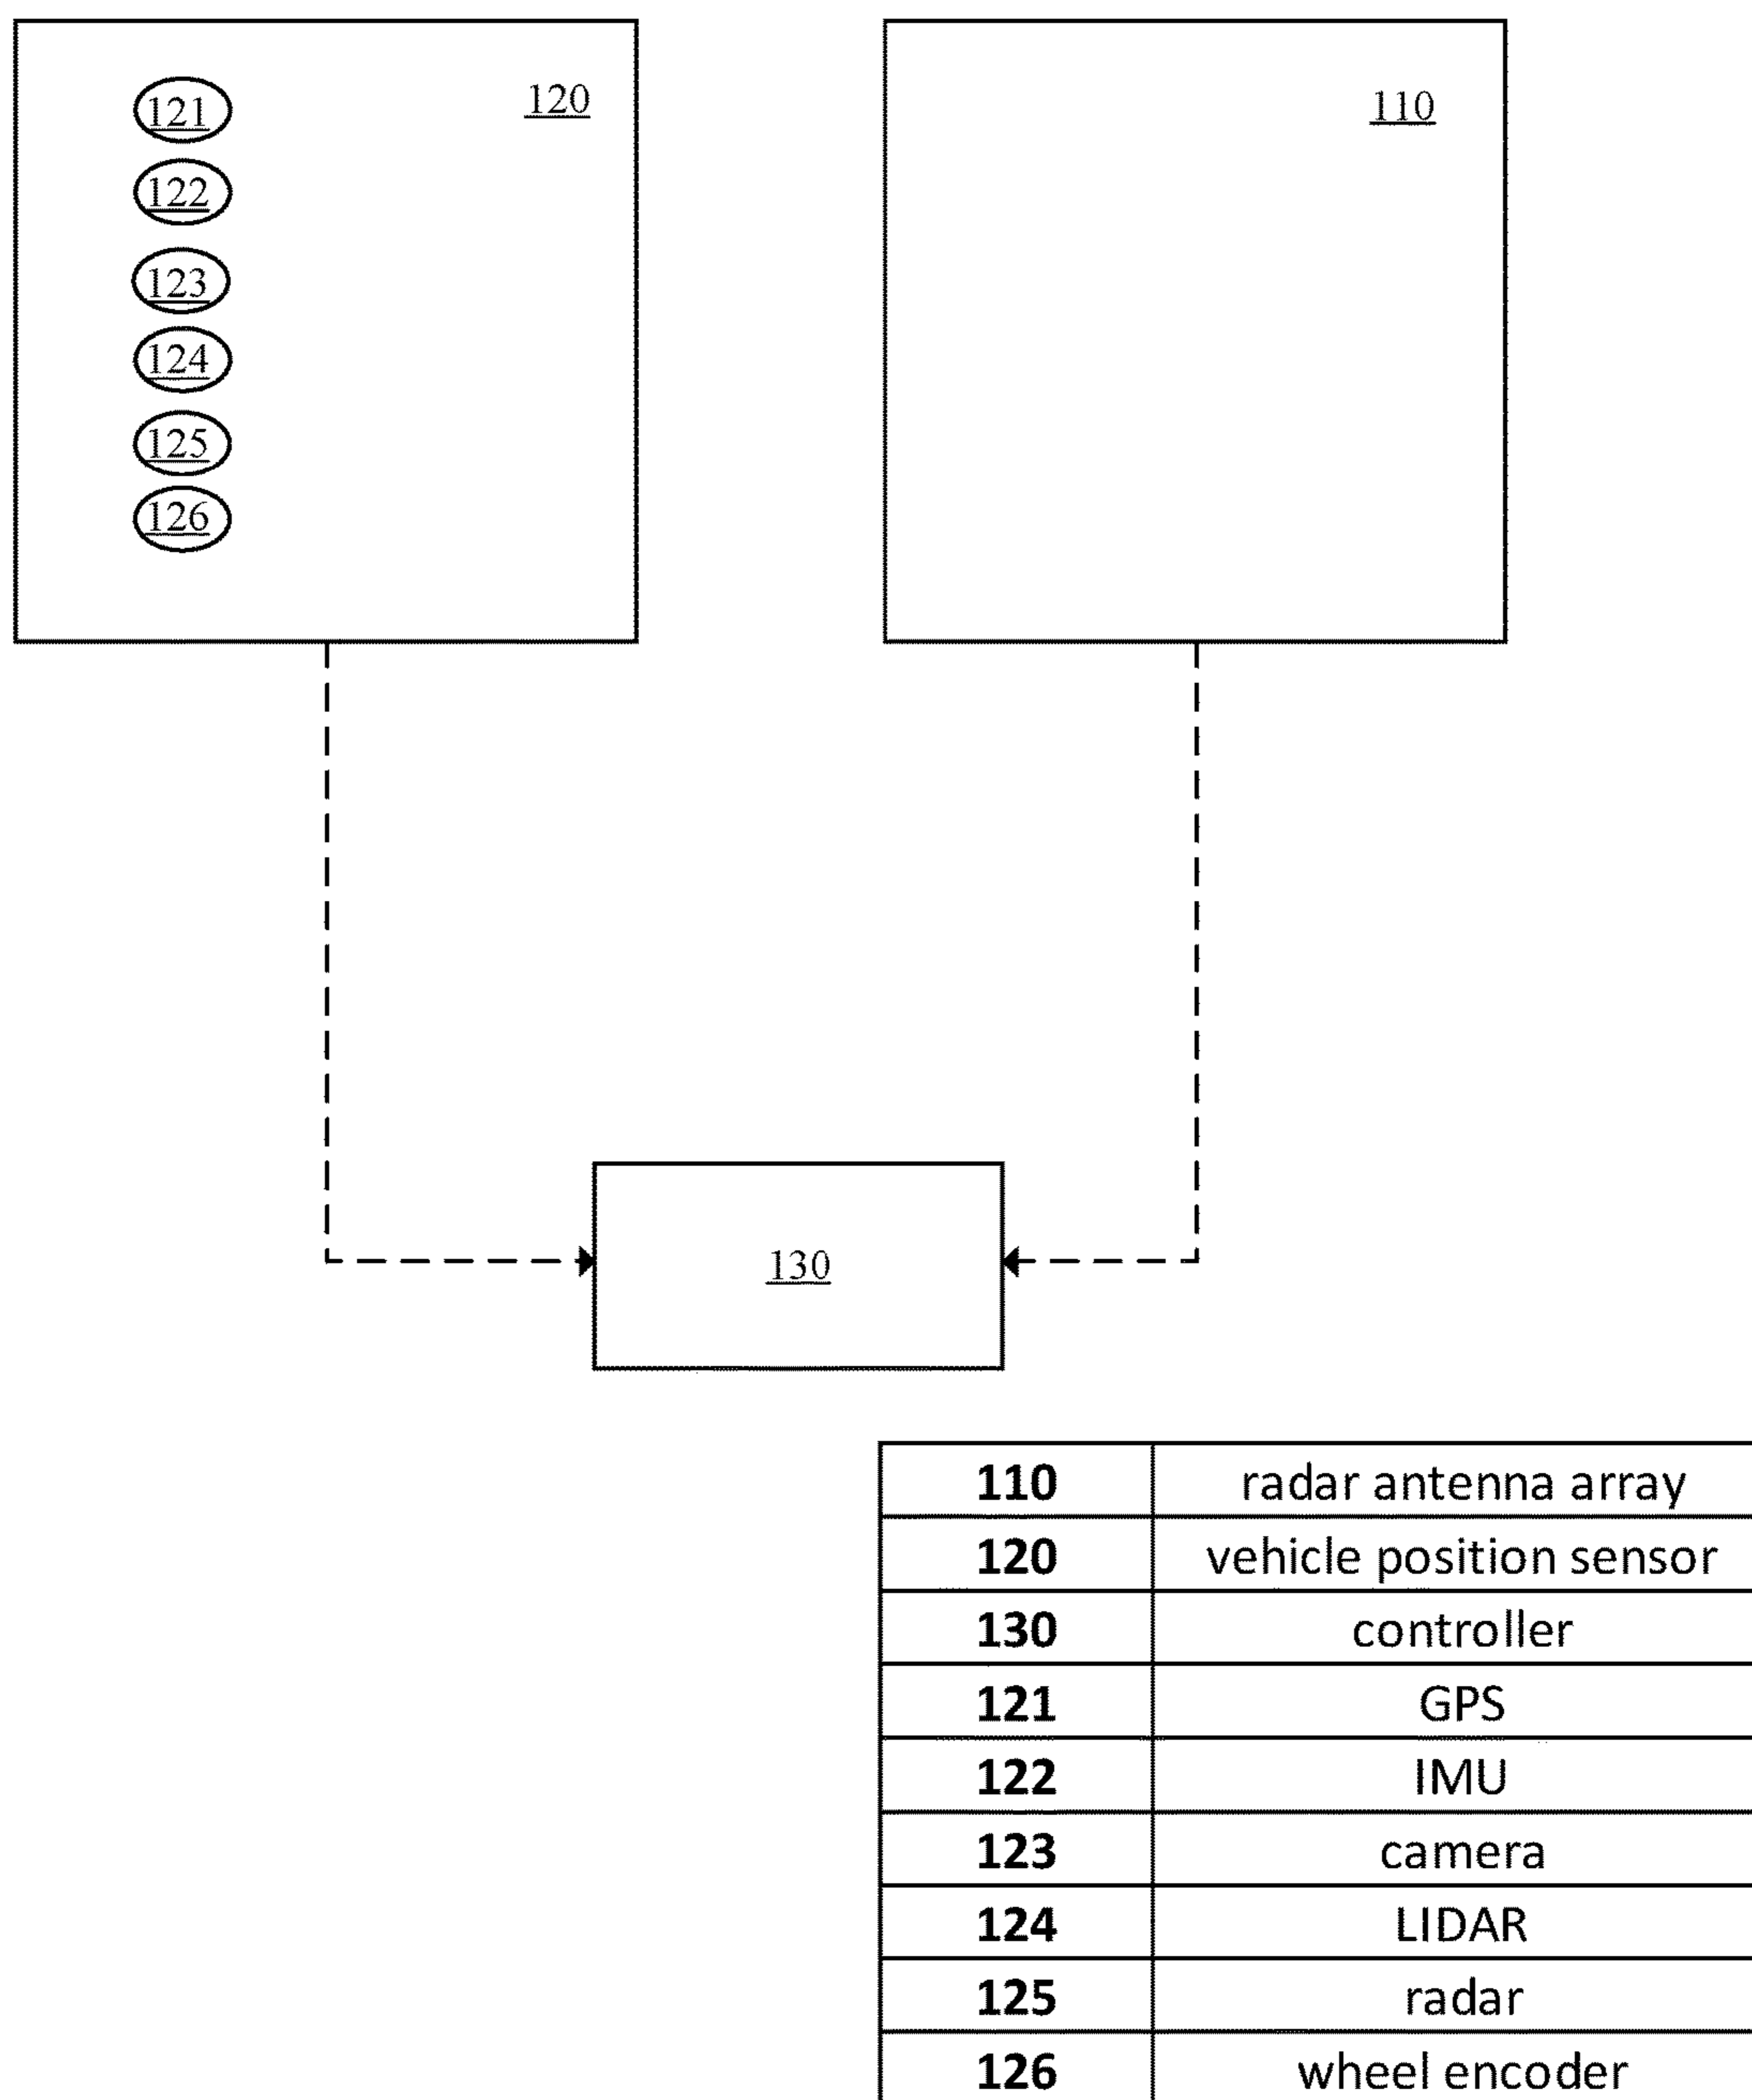 121
120
110
122
123
124
125
126
130
110 radar antenna array
120 vehicle position sensor
130 controller
121 GPS
122 IMU
123 camera
124 LIDAR
125 radar
126 wheel encoder